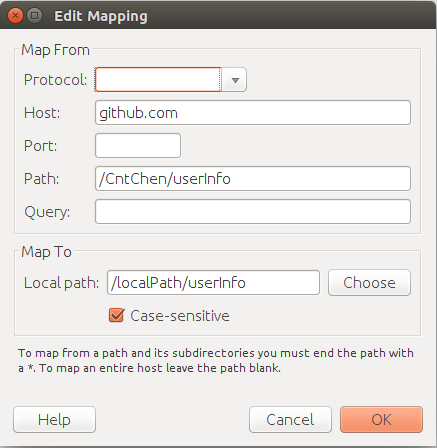 Edit Mapping
Map From
Protocol:
Host: github.com
Port:
Path: /CntChen/userInfo
Query:
Map To
Local path: /localPath/userInfo Choose
Case-sensitive
To map from a path and its subdirectories you must end the path with
a *. To map an entire host leave the path blank.
Help Cancel OK